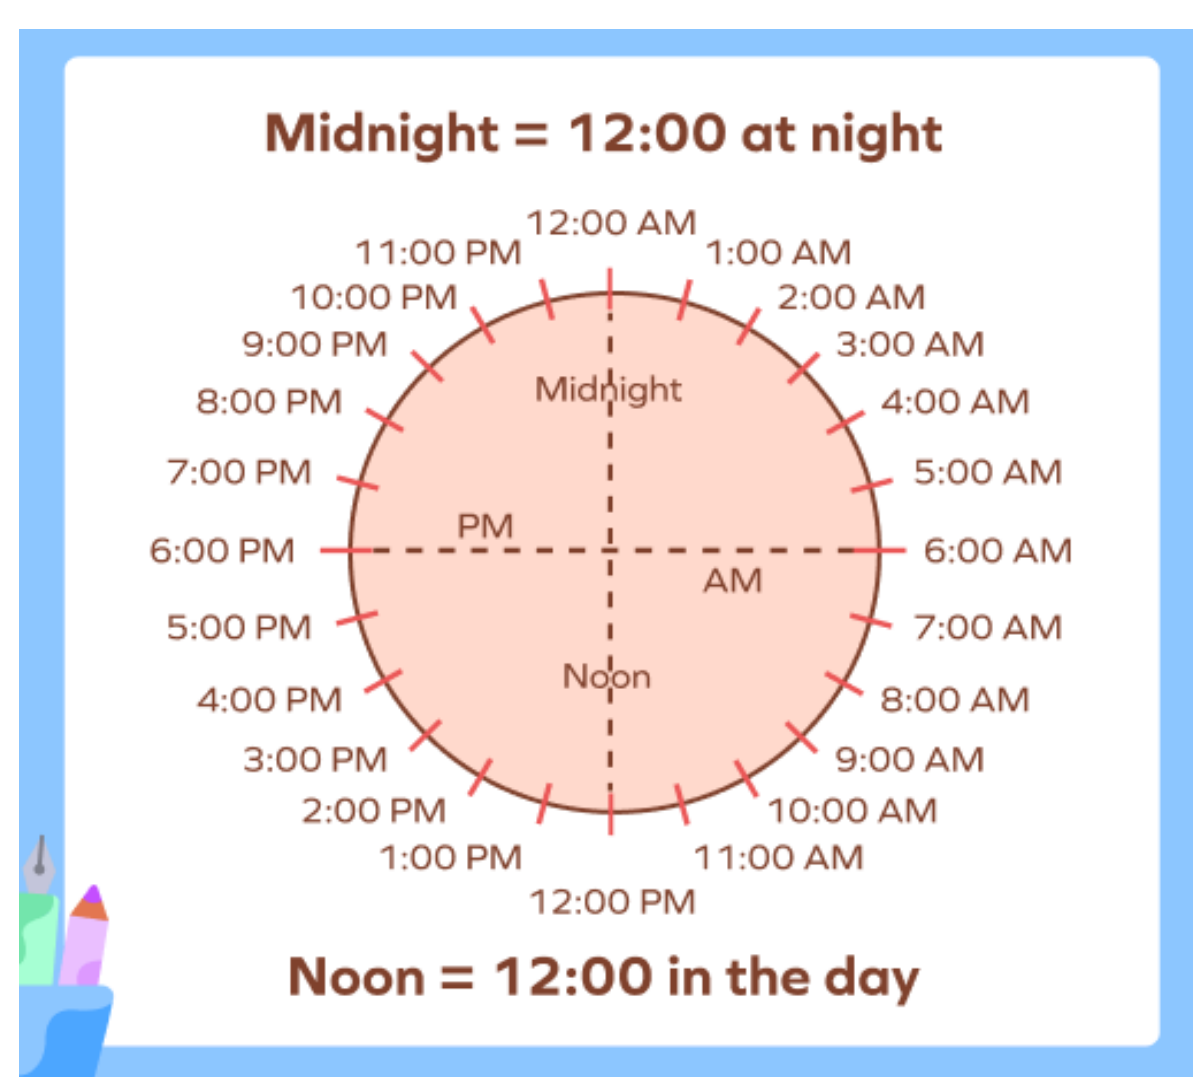 Midnight = 12:00 at night
12:00 AM
11:00 PM
1:00 AM
10:00 PM
2:00 AM
9:00 PM
3:00 AM
Midnight
8:00 PM
4:00 AM
7:00 PM
5:00 AM
PM
6:00 PM
6:00 AM
AM
5:00 PM
7:00 AM
Noon
4:00 PM
8:00 AM
3:00 PM
9:00 AM
2:00 PM
10:00 AM
1:00 PM
11:00 AM
12:00 PM
Noon = 12:00 in the day